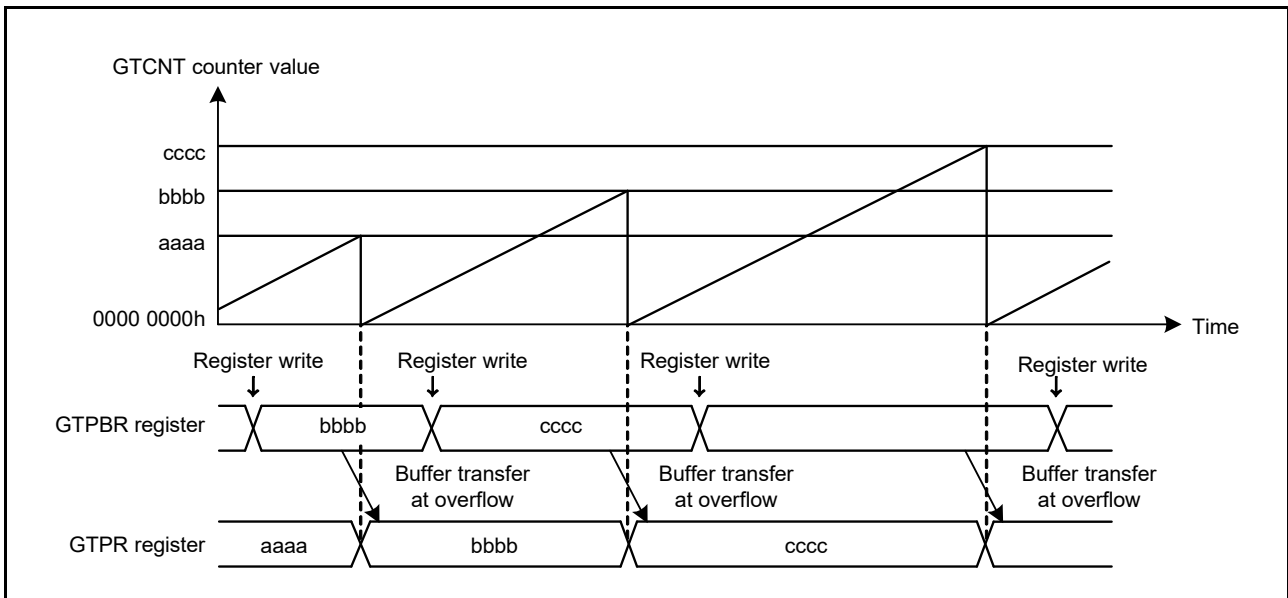 GTCNT counter value
cccc
bbbb
aaaa
0000 0000h
Time
Register write
Register write
Register write
Register write
GTPBR register
bbbb
cccc
Buffer transfer
at overflow
Buffer transfer
at overflow
Buffer transfer
at overflow
GTPR register
aaaa
bbbb
cccc